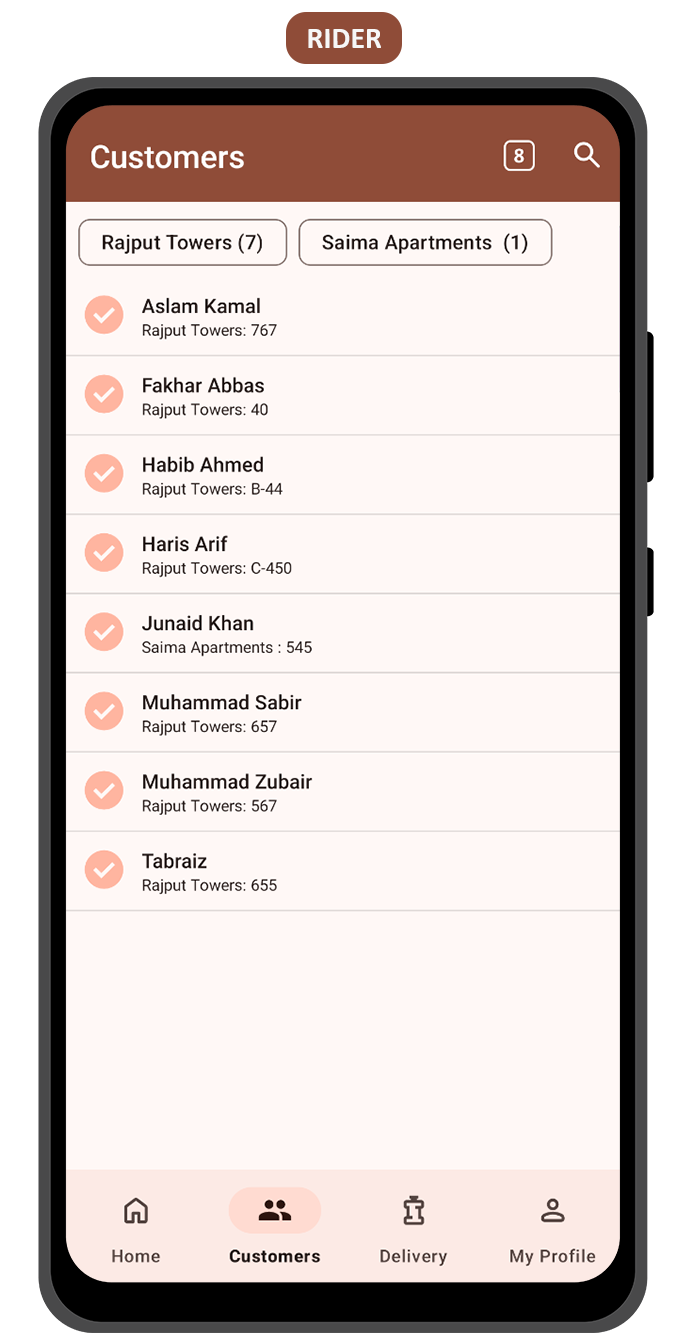 RIDER
Customers 8
Rajput Towers (7) Saima Apartments (1)
Aslam Kamal
Rajput Towers: 767
Fakhar Abbas
Rajput Towers: 40
Habib Ahmed
Rajput Towers: B-44
Haris Arif
Rajput Towers: C-450
Junaid Khan
Saima Apartments : 545
Muhammad Sabir
Rajput Towers: 657
Muhammad Zubair
Rajput Towers: 567
Tabraiz
Rajput Towers: 655
Home Customers Delivery My Profile